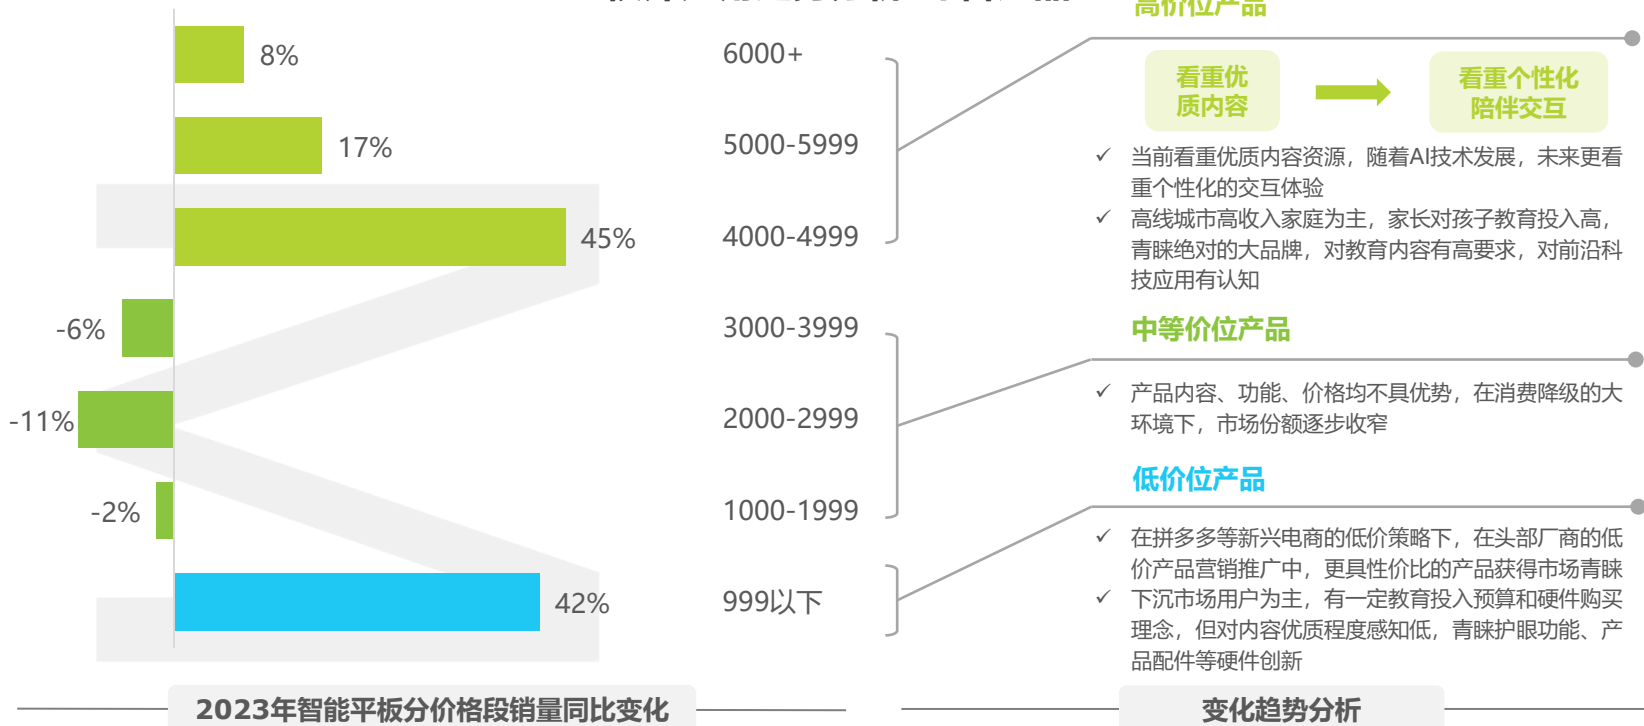 高价位产品
8%
6000+
17%
5000-5999
45%
4000-4999
-6%
3000-3999
-11%
2000-2999
-2%
1000-1999
42%
999以下
看重优
质内容
看重个性化
陪伴交互
✓ 当前看重优质内容资源，随着AI技术发展，未来更看
重个性化的交互体验
✓ 高线城市高收入家庭为主，家长对孩子教育投入高，
青睐绝对的大品牌，对教育内容有高要求，对前沿科
技应用有认知
中等价位产品
✓ 产品内容、功能、价格均不具优势，在消费降级的大
环境下，市场份额逐步收窄
低价位产品
✓ 在拼多多等新兴电商的低价策略下，在头部厂商的低
价产品营销推广中，更具性价比的产品获得市场青睐
✓ 下沉市场用户为主，有一定教育投入预算和硬件购买
理念，但对内容优质程度感知低，青睐护眼功能、产
品配件等硬件创新
2023年智能平板分价格段销量同比变化
变化趋势分析